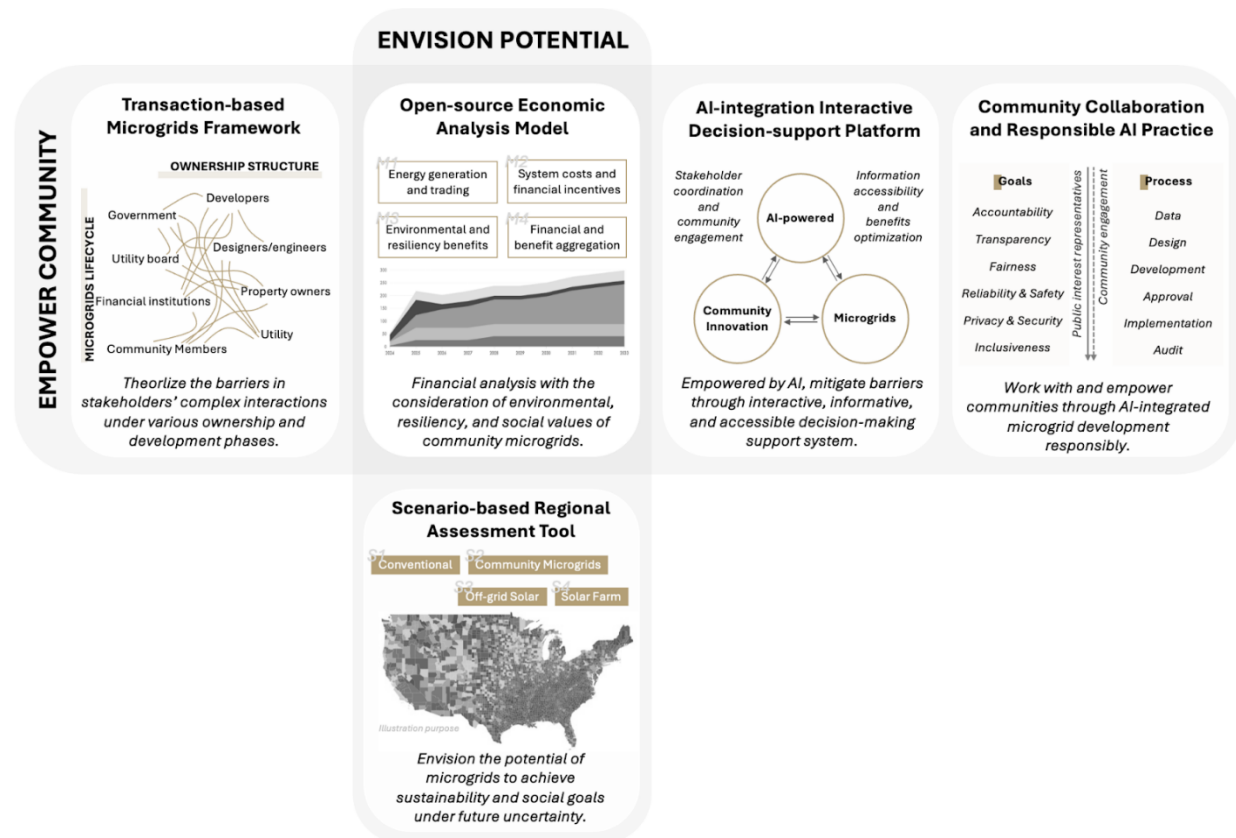 ENVISION POTENTIAL
EMPOWER COMMUNITY
Transaction-based
Microgrids Framework
OWNERSHIP STRUCTURE
MICROGRIDS LIFECYCLE
Developers
Government
Designers/engineers
Utility board
Property owners
Financial institutions
Utility
Community Members
Theorlize the barriers in
stakeholders' complex interactions
under various ownership and
development phases.
Open-source Economic
Analysis Model
M1
Energy generation
and trading
M2
System costs and
financial incentives
M3
Environmental and
resiliency benefits
M4
Financial and
benefit aggregation
Financial analysis with the
consideration of environmental,
resiliency, and social values of
community microgrids.
AI-integration Interactive
Decision-support Platform
Stakeholder
coordination
and
community
engagement
Information
accessibility
and
benefits
optimization
AI-powered
Community
Innovation
Microgrids
Empowered by AI, mitigate barriers
through interactive, informative,
and accessible decision-making
support system.
Community Collaboration
and Responsible AI Practice
Goals
Accountability
Transparency
Fairness
Reliability & Safety
Privacy & Security
Inclusiveness
Public interest representatives
Community engagement
Process
Data
Design
Development
Approval
Implementation
Audit
Work with and empower
communities through AI-integrated
microgrid development
responsibly.
Scenario-based Regional
Assessment Tool
S1
Conventional
S2
Community Microgrids
S3
Off-grid Solar
S4
Solar Farm
Illustration purpose
Envision the potential of
microgrids to achieve
sustainability and social goals
under future uncertainty.